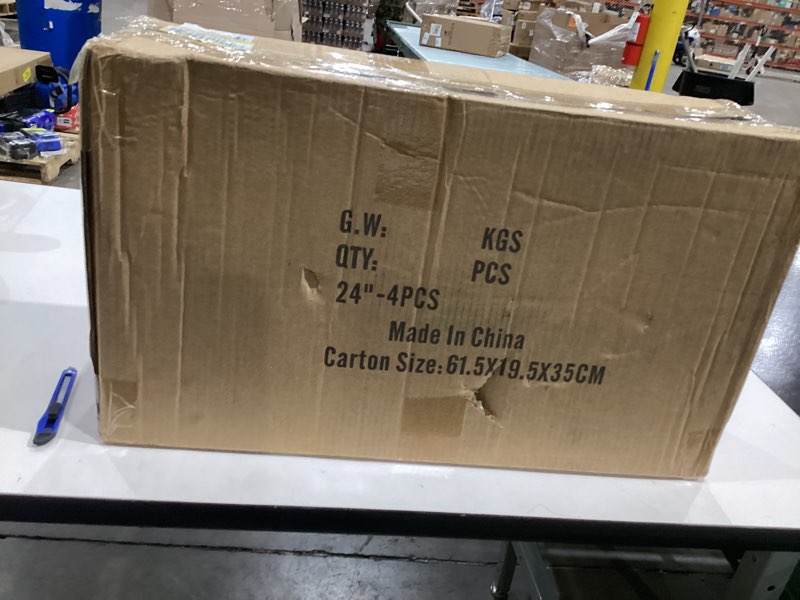 G.W: KGS
QTY: PCS
24"-4PCS
Made In China
Carton Size:61.5X19.5X35CM